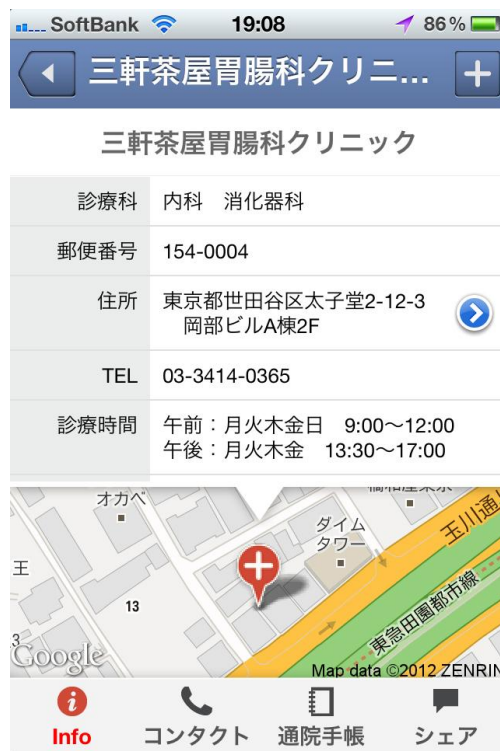 SoftBank 19:08 86%
三軒茶屋胃腸科クリニ...
三軒茶屋胃腸科クリニック
診療科 内科 消化器科
郵便番号 154-0004
住所 東京都世田谷区太子堂2-12-3
岡部ビルA棟2F
TEL 03-3414-0365
診療時間 午前：月火木金日 9:00〜12:00
午後：月火木金 13:30〜17:00
オカベ
ダイム
タワー
玉川通
王
13
3
東急田園都市線
Google
Map data ©2012 ZENRIN
Info コンタクト 通院手帳 シェア